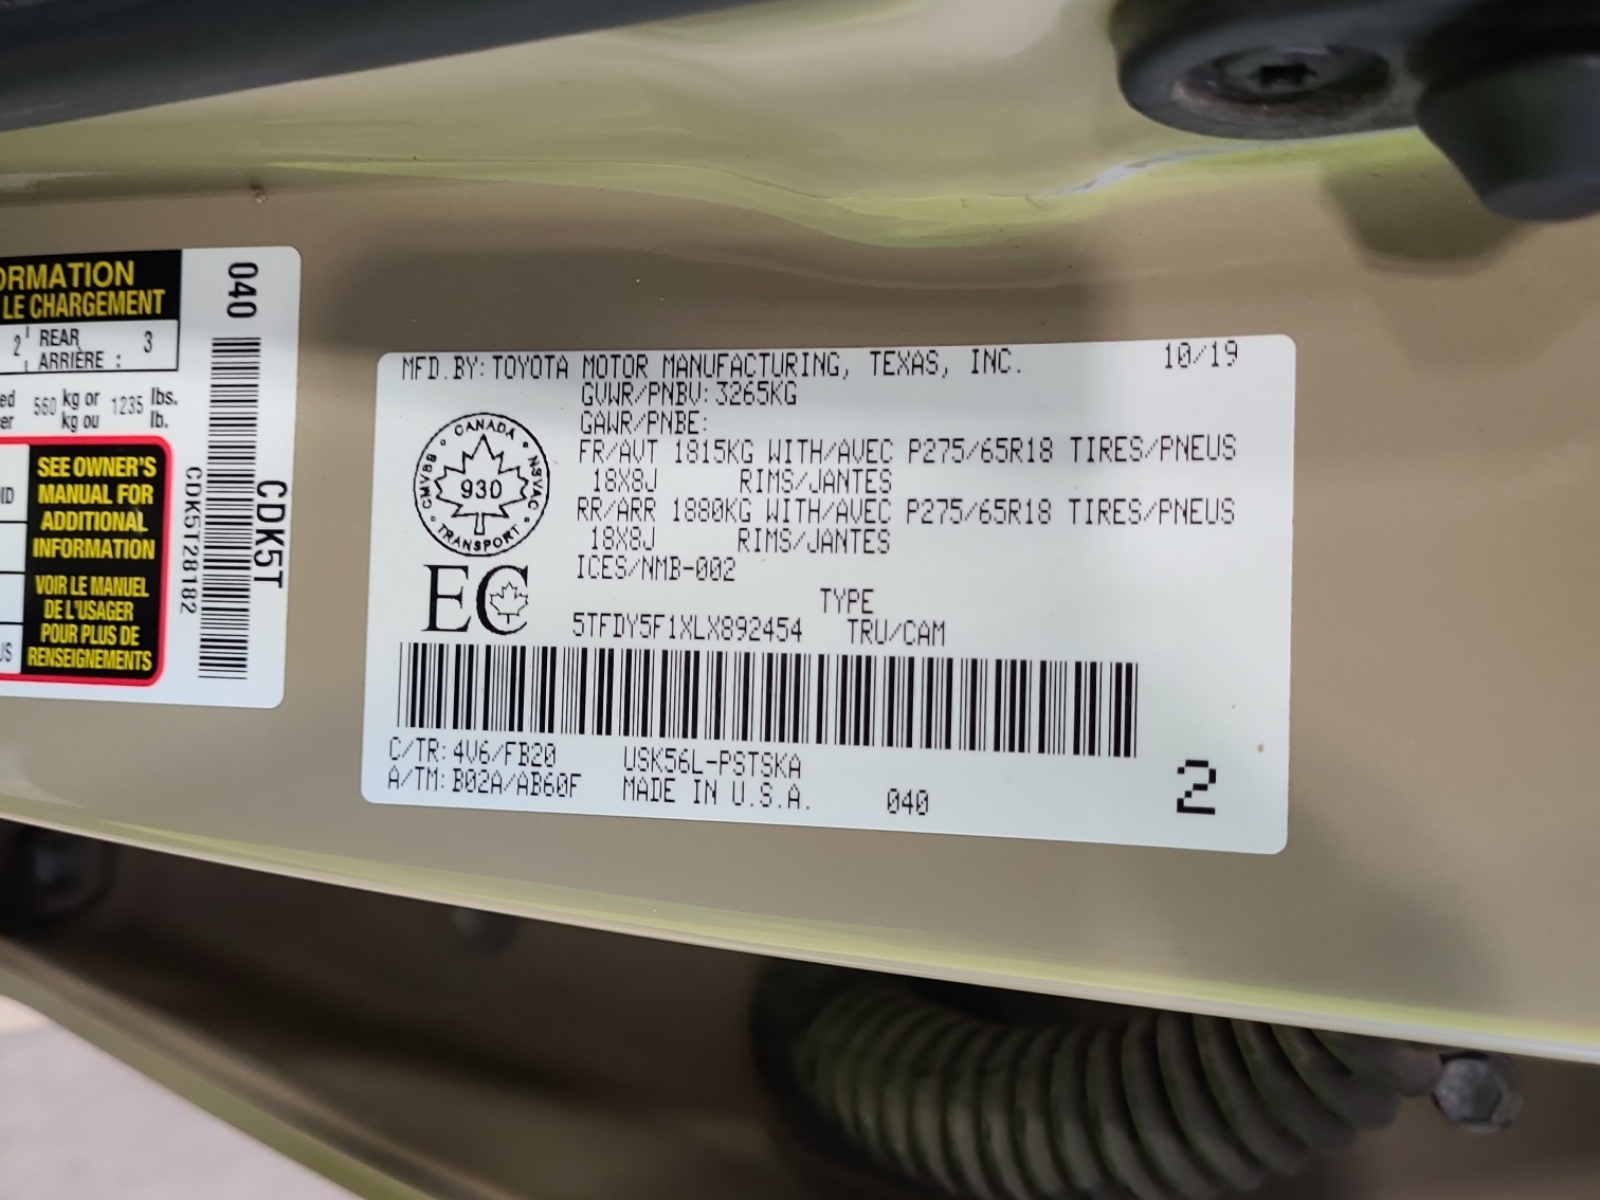 ORMATION
LE CHARGEMENT
2 REAR 3
ARRIÈRE :
ed 560 kg or 1235 lbs.
er kg ou lb.
SEE OWNER'S
MANUAL FOR
ADDITIONAL
INFORMATION
VOIR LE MANUEL
DE L'USAGER
POUR PLUS DE
RENSEIGNEMENTS
ID
US
040
CDK5T
CDK5T28182
MFD.BY:TOYOTA MOTOR MANUFACTURING, TEXAS, INC. 10/19
GVWR/PNBV:3265KG
GAWR/PNBE:
FR/AVT 1815KG WITH/AVEC P275/65R18 TIRES/PNEUS
18X8J RIMS/JANTES
RR/ARR 1880KG WITH/AVEC P275/65R18 TIRES/PNEUS
18X8J RIMS/JANTES
ICES/NMB-002
CANADA
CMVSS 930 NSVAC
TRANSPORT
EC
TYPE
5TFDY5F1XLX892454 TRU/CAM
C/TR:4V6/FB20 USK56L-PSTSKA
A/TM:B02A/AB60F MADE IN U.S.A. 040
2